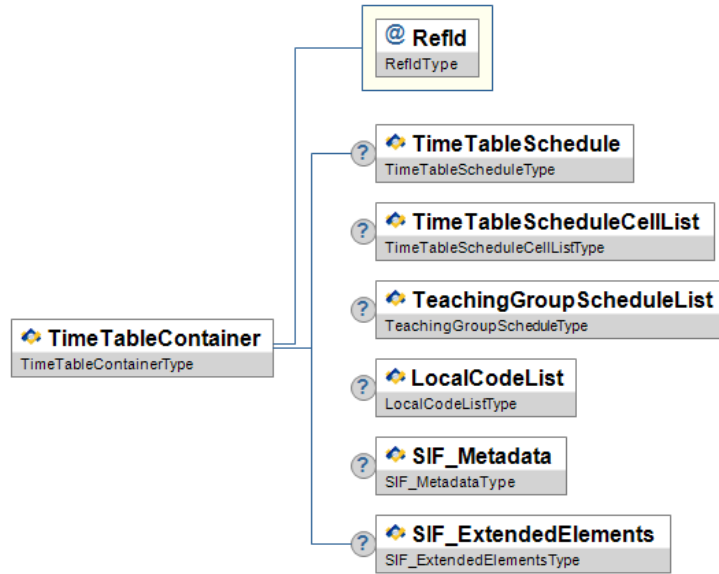 @ RefId
RefIdType
? TimeTableSchedule
TimeTableScheduleType
? TimeTableScheduleCellList
TimeTableScheduleCellListType
? TeachingGroupScheduleList
TeachingGroupScheduleType
TimeTableContainer
TimeTableContainerType
? LocalCodeList
LocalCodeListType
? SIF_Metadata
SIF_MetadataType
? SIF_ExtendedElements
SIF_ExtendedElementsType